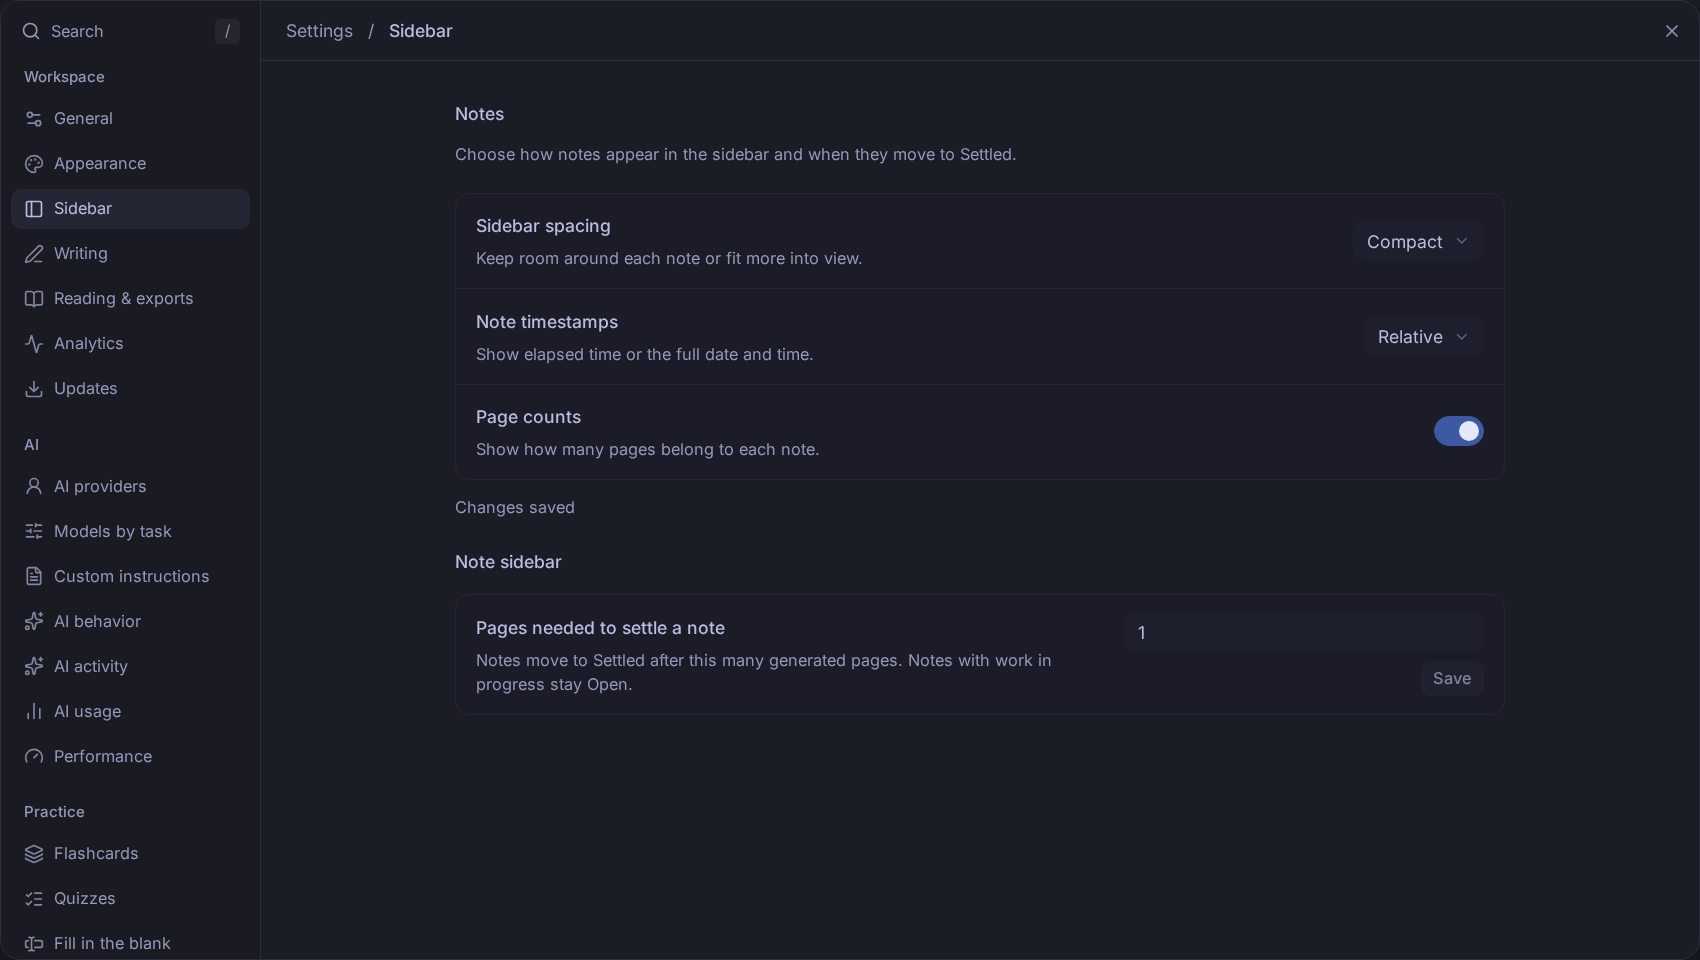 Search /
Workspace
General
Appearance
Sidebar
Writing
Reading & exports
Analytics
Updates
AI
AI providers
Models by task
Custom instructions
AI behavior
AI activity
AI usage
Performance
Practice
Flashcards
Quizzes
Fill in the blank
Settings / Sidebar
Notes
Choose how notes appear in the sidebar and when they move to Settled.
Sidebar spacing
Keep room around each note or fit more into view.
Compact
Note timestamps
Show elapsed time or the full date and time.
Relative
Page counts
Show how many pages belong to each note.
Changes saved
Note sidebar
Pages needed to settle a note
Notes move to Settled after this many generated pages. Notes with work in
progress stay Open.
1
Save